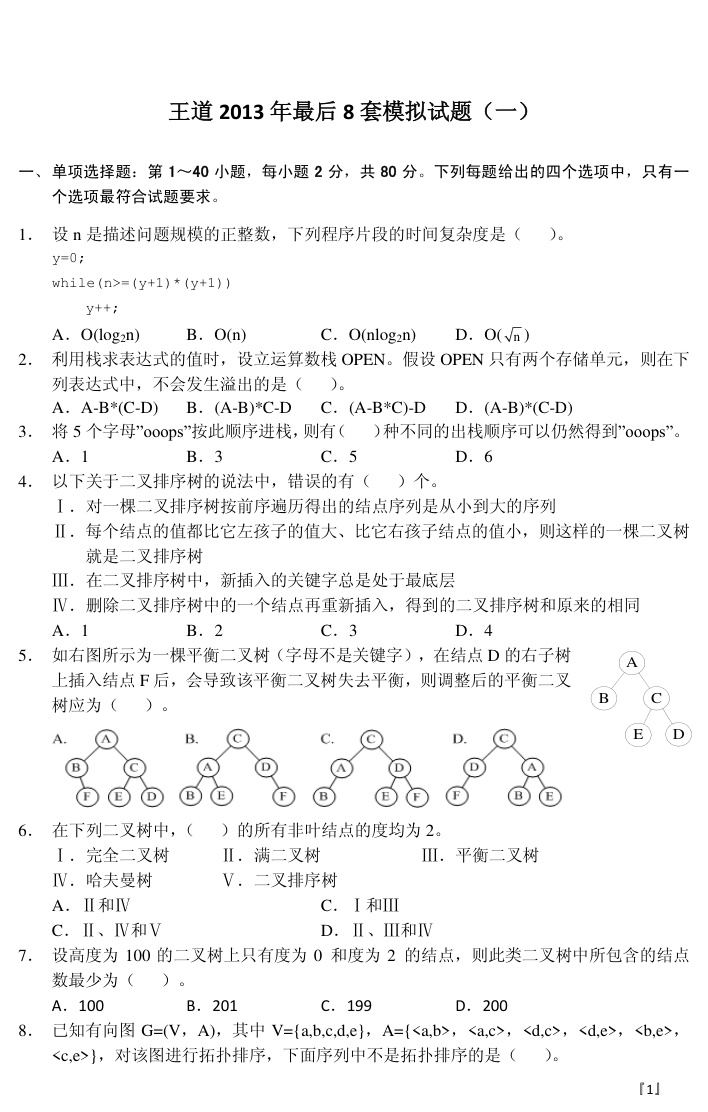 王道 2013 年最后 8 套模拟试题（一）
一、单项选择题：第 1～40 小题，每小题 2 分，共 80 分。下列每题给出的四个选项中，只有一
个选项最符合试题要求。
1. 设 n 是描述问题规模的正整数，下列程序片段的时间复杂度是（ ）。
y=0;
while(n>=(y+1)*(y+1))
y++;
A．O(log₂n) B．O(n) C．O(nlog₂n) D．O(√n)
2. 利用栈求表达式的值时，设立运算数栈 OPEN。假设 OPEN 只有两个存储单元，则在下
列表达式中，不会发生溢出的是（ ）。
A．A-B*(C-D) B．(A-B)*C-D C．(A-B*C)-D D．(A-B)*(C-D)
3. 将 5 个字母”ooops”按此顺序进栈，则有（ ）种不同的出栈顺序可以仍然得到”ooops”。
A．1 B．3 C．5 D．6
4. 以下关于二叉排序树的说法中，错误的有（ ）个。
Ⅰ．对一棵二叉排序树按前序遍历得出的结点序列是从小到大的序列
Ⅱ．每个结点的值都比它左孩子的值大、比它右孩子结点的值小，则这样的一棵二叉树
就是二叉排序树
Ⅲ．在二叉排序树中，新插入的关键字总是处于最底层
Ⅳ．删除二叉排序树中的一个结点再重新插入，得到的二叉排序树和原来的相同
A．1 B．2 C．3 D．4
5. 如右图所示为一棵平衡二叉树（字母不是关键字），在结点 D 的右子树
上插入结点 F 后，会导致该平衡二叉树失去平衡，则调整后的平衡二叉
树应为（ ）。
A
B C
E D
A. A B. C C. C D. C
B C A D A D D A
F E D B E F B E F F B E
6. 在下列二叉树中，（ ）的所有非叶结点的度均为 2。
Ⅰ．完全二叉树 Ⅱ．满二叉树 Ⅲ．平衡二叉树
Ⅳ．哈夫曼树 Ⅴ．二叉排序树
A．Ⅱ和Ⅳ C．Ⅰ和Ⅲ
C．Ⅱ、Ⅳ和Ⅴ D．Ⅱ、Ⅲ和Ⅳ
7. 设高度为 100 的二叉树上只有度为 0 和度为 2 的结点，则此类二叉树中所包含的结点
数最少为（ ）。
A．100 B．201 C．199 D．200
8. 已知有向图 G=(V，A)，其中 V={a,b,c,d,e}，A={<a,b>，<a,c>，<d,c>，<d,e>，<b,e>，
<c,e>}，对该图进行拓扑排序，下面序列中不是拓扑排序的是（ ）。
『1』